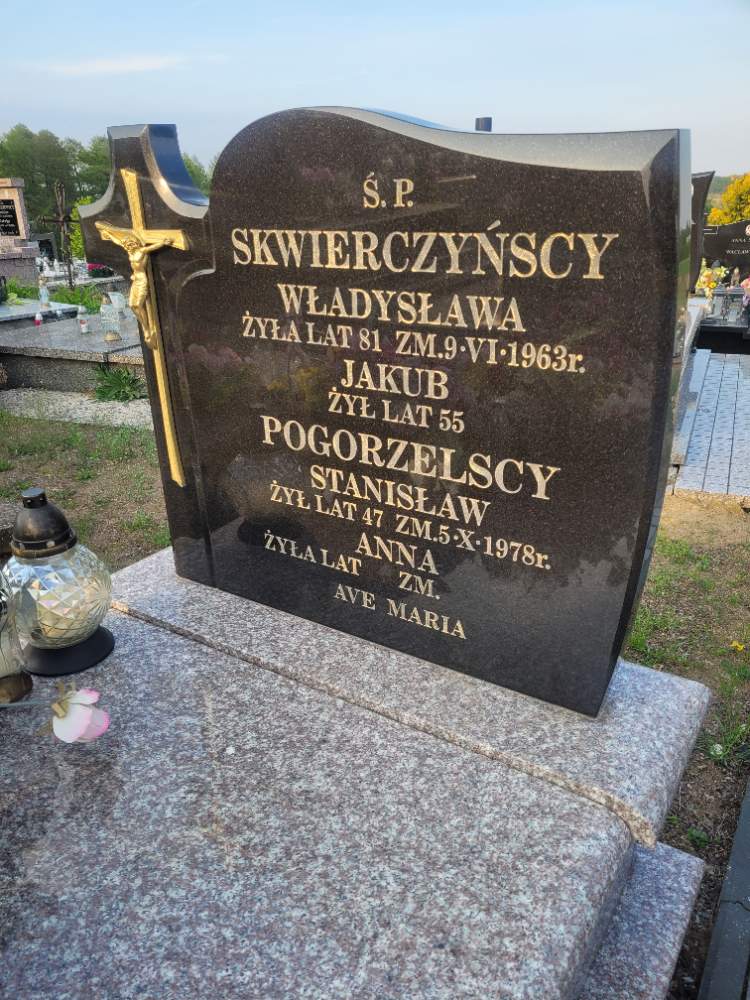 Ś. P.
SKWIERCZYŃSCY
WŁADYSŁAWA
ŻYŁA LAT 81 ZM.9·VI·1963r.
JAKUB
ŻYŁ LAT 55
POGORZELSCY
STANISŁAW
ŻYŁ LAT 47 ZM.5·X·1978r.
ANNA
ŻYŁA LAT ZM.
AVE MARIA